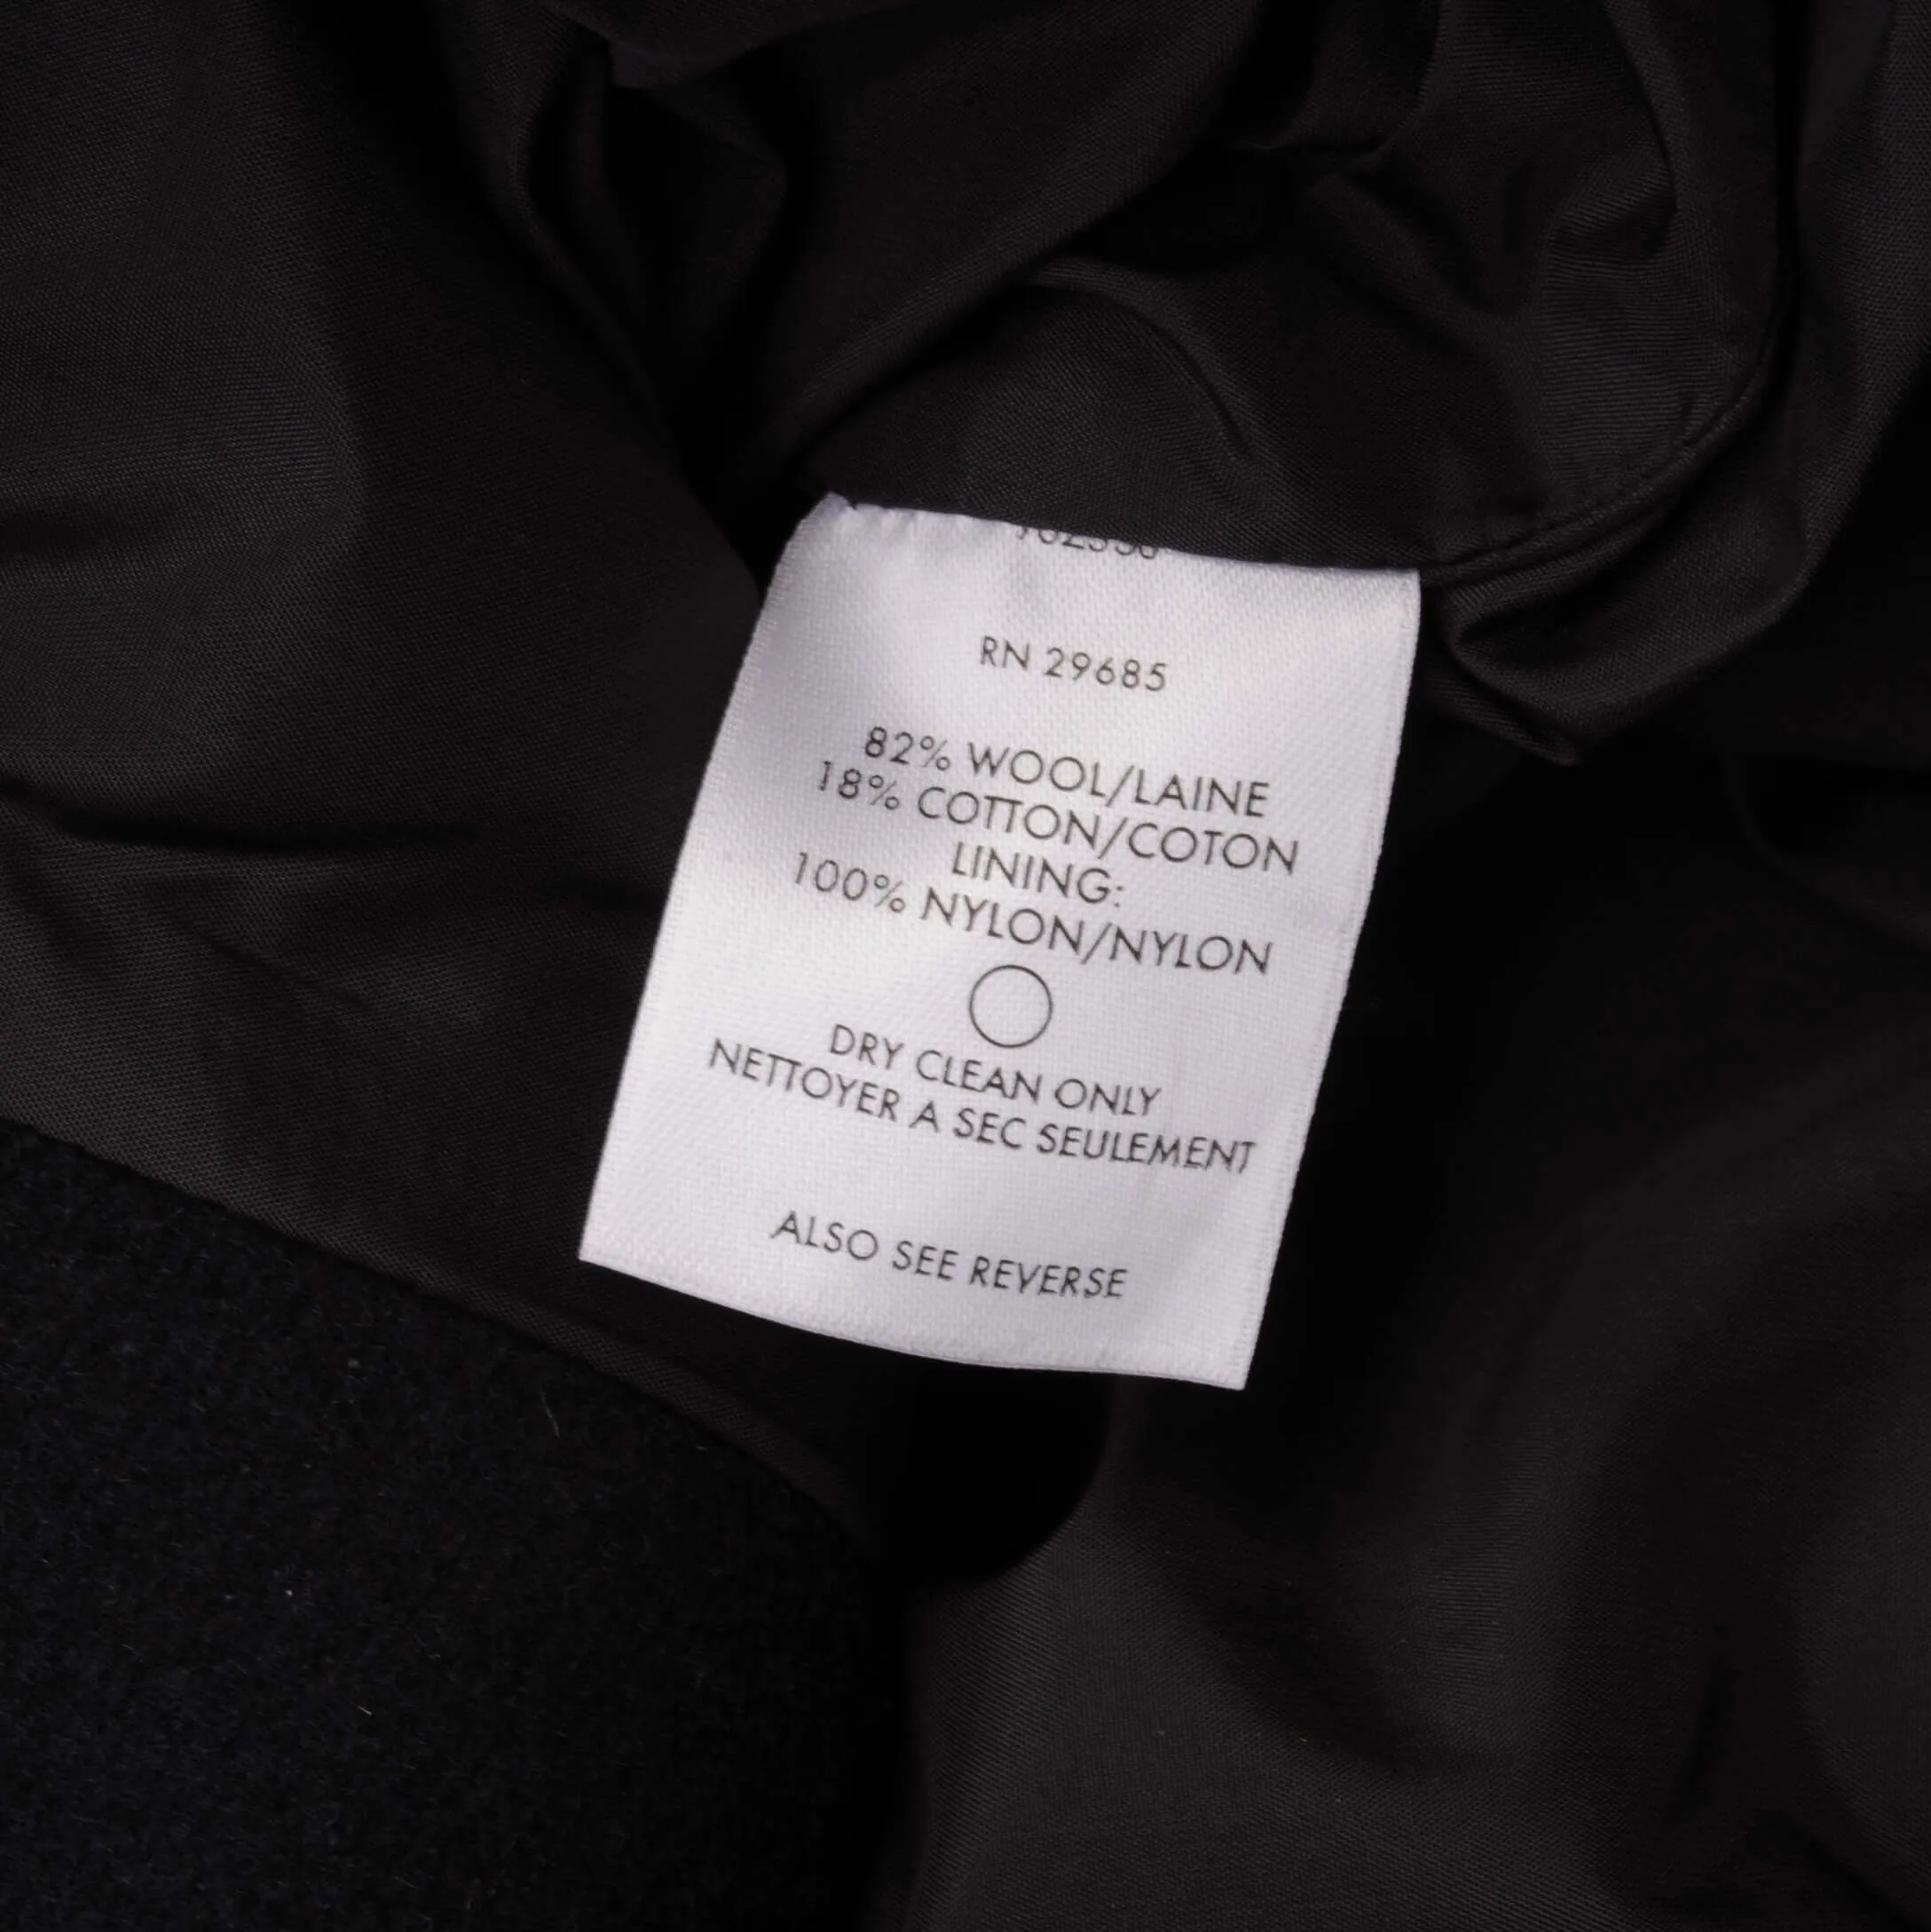 RN 29685
82% WOOL/LAINE
18% COTTON/COTON
LINING:
100% NYLON/NYLON
DRY CLEAN ONLY
NETTOYER A SEC SEULEMENT
ALSO SEE REVERSE